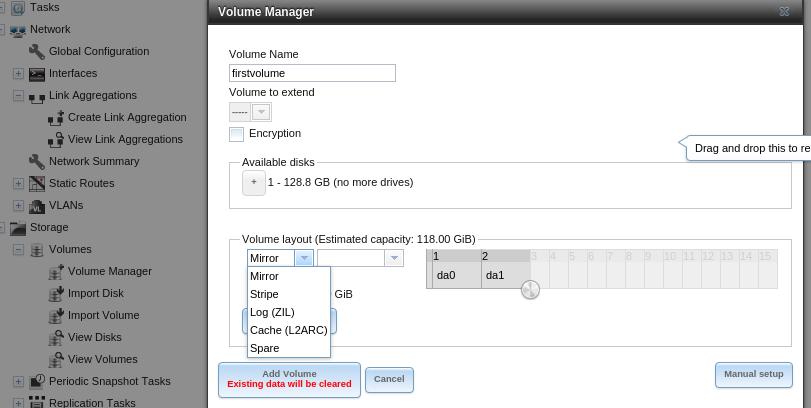 Tasks
Network
Global Configuration
Interfaces
Link Aggregations
Create Link Aggregation
View Link Aggregations
Network Summary
Static Routes
VL VLANs
Storage
Volumes
Volume Manager
Import Disk
Import Volume
View Disks
View Volumes
Periodic Snapshot Tasks
Replication Tasks
Volume Manager
Volume Name
firstvolume
Volume to extend
-----
Encryption
Drag and drop this to re
Available disks
+ 1 - 128.8 GB (no more drives)
Volume layout (Estimated capacity: 118.00 GiB)
Mirror
Mirror
Stripe
GiB
Log (ZIL)
Cache (L2ARC)
Spare
1 2 3 4 5 6 7 8 9 10 11 12 13 14 15
da0 da1
Add Volume
Existing data will be cleared
Cancel
Manual setup